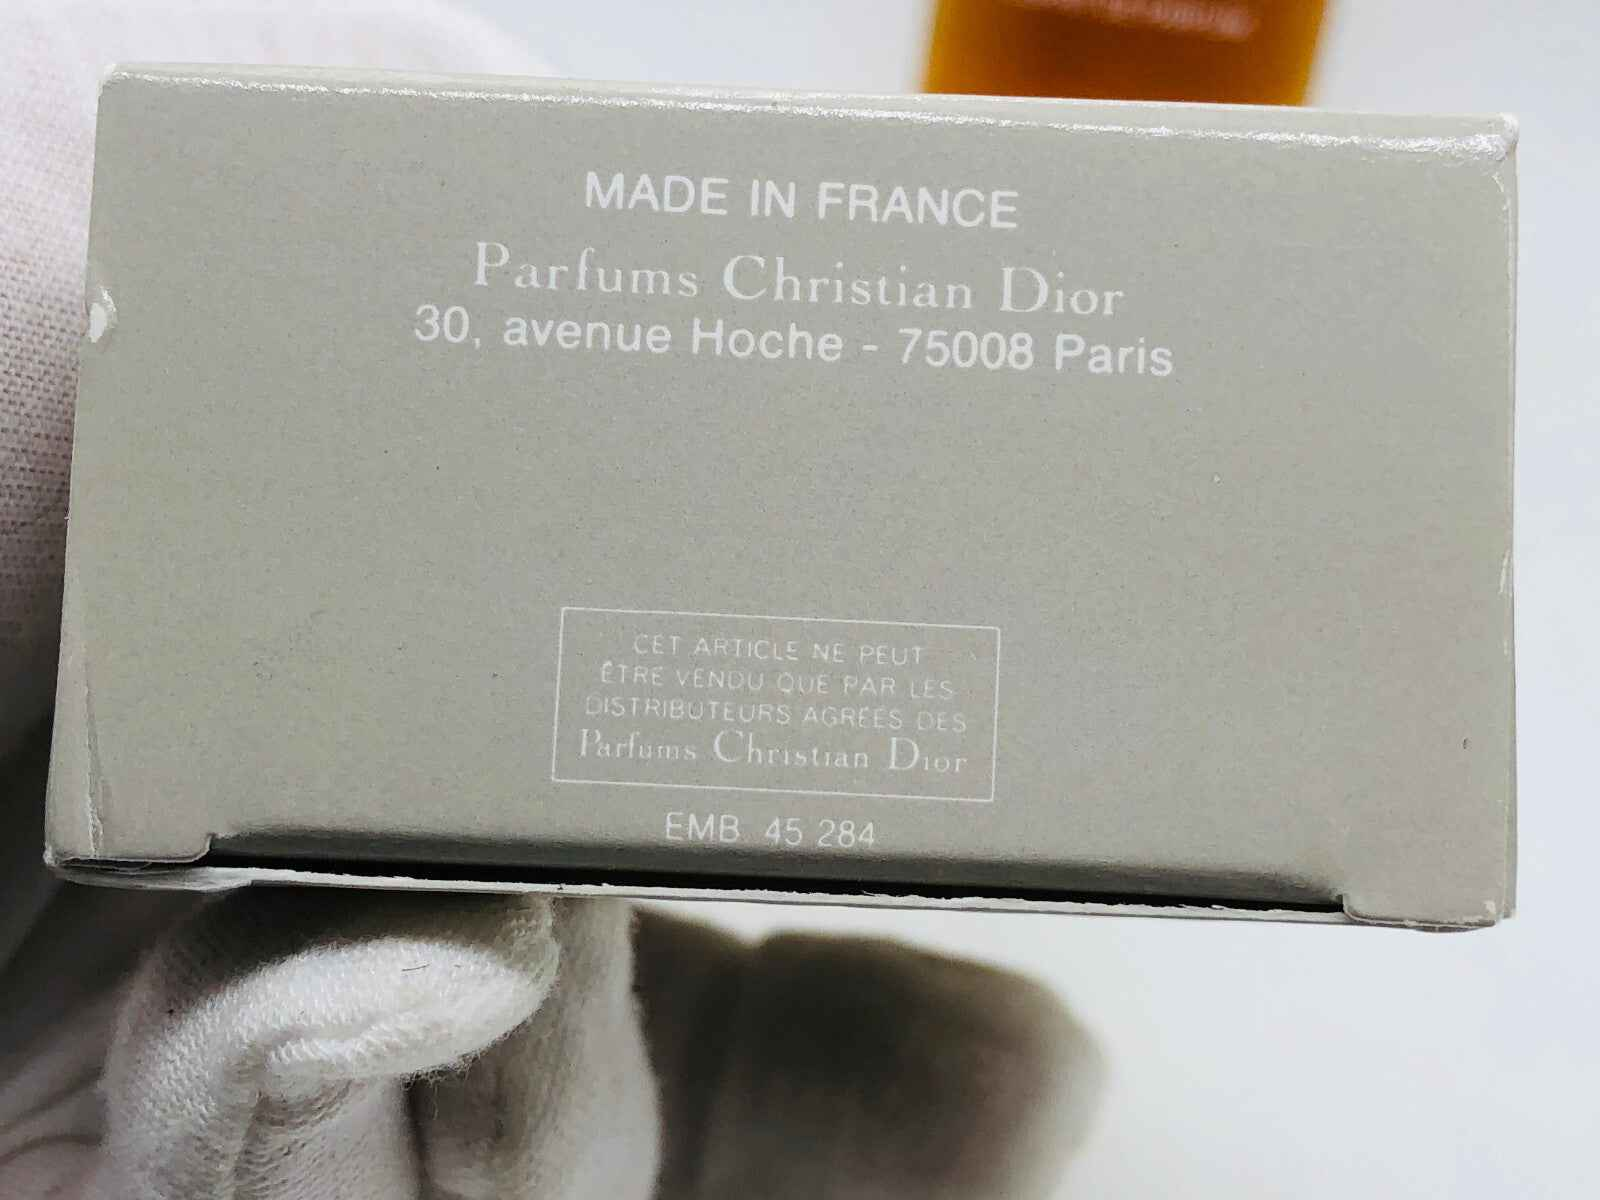 MADE IN FRANCE
Parfums Christian Dior
30, avenue Hoche - 75008 Paris
CET ARTICLE NE PEUT
ÊTRE VENDU QUE PAR LES
DISTRIBUTEURS AGRÉÉS DES
Parfums Christian Dior
EMB 45 284